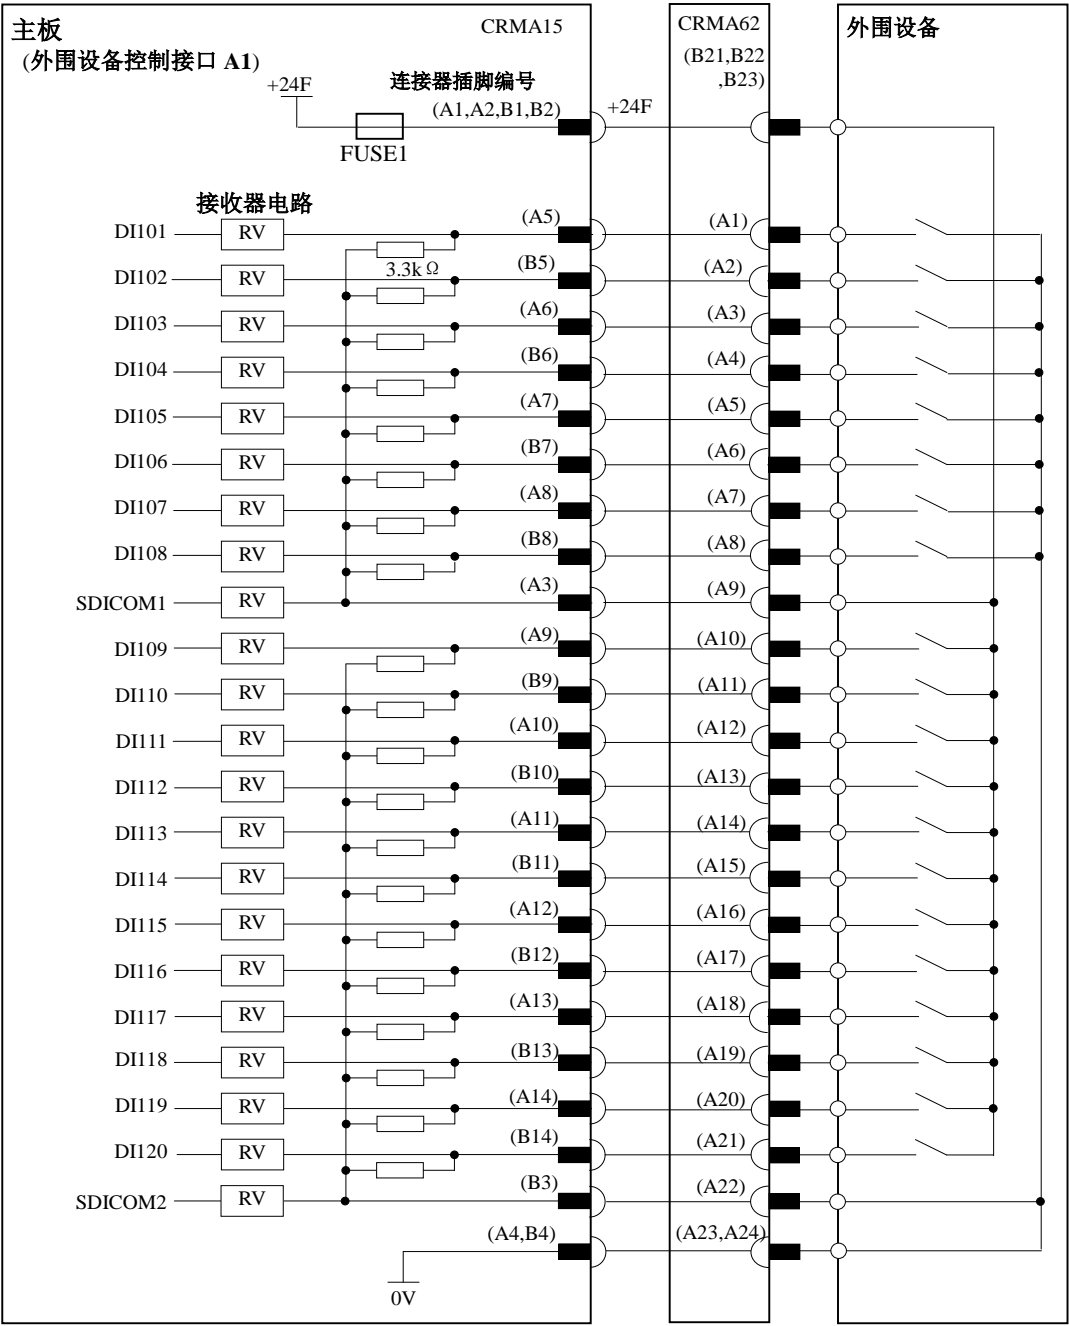 主板 CRMA15 CRMA62 外围设备
(外围设备控制接口 A1) (B21,B22
,B23)
+24F 连接器插脚编号
(A1,A2,B1,B2) +24F
FUSE1
接收器电路
DI101 RV (A5) (A1)
3.3kΩ
DI102 RV (B5) (A2)
DI103 RV (A6) (A3)
DI104 RV (B6) (A4)
DI105 RV (A7) (A5)
DI106 RV (B7) (A6)
DI107 RV (A8) (A7)
DI108 RV (B8) (A8)
SDICOM1 RV (A3) (A9)
DI109 RV (A9) (A10)
DI110 RV (B9) (A11)
DI111 RV (A10) (A12)
DI112 RV (B10) (A13)
DI113 RV (A11) (A14)
DI114 RV (B11) (A15)
DI115 RV (A12) (A16)
DI116 RV (B12) (A17)
DI117 RV (A13) (A18)
DI118 RV (B13) (A19)
DI119 RV (A14) (A20)
DI120 RV (B14) (A21)
SDICOM2 RV (B3) (A22)
(A4,B4) (A23,A24)
0V